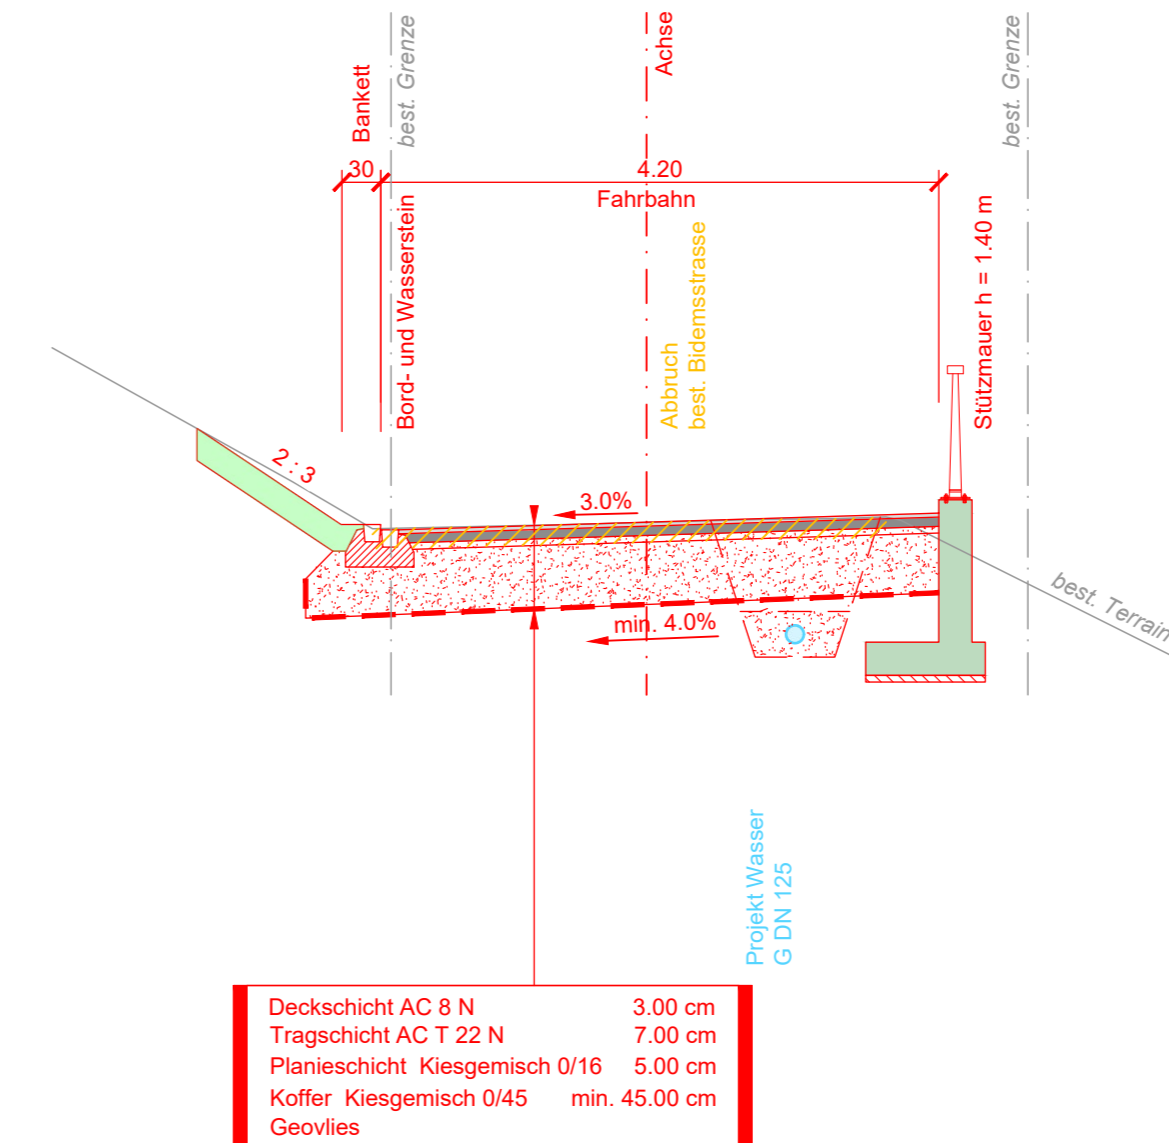 Bankett
best. Grenze
Achse
best. Grenze
30
4.20
Fahrbahn
Bord- und Wasserstein
Abbruch
best. Bidemsstrasse
Stützmauer h = 1.40 m
2 : 3
3.0%
min. 4.0%
best. Terrain
Projekt Wasser
G DN 125
Deckschicht AC 8 N 3.00 cm
Tragschicht AC T 22 N 7.00 cm
Planieschicht Kiesgemisch 0/16 5.00 cm
Koffer Kiesgemisch 0/45 min. 45.00 cm
Geovlies